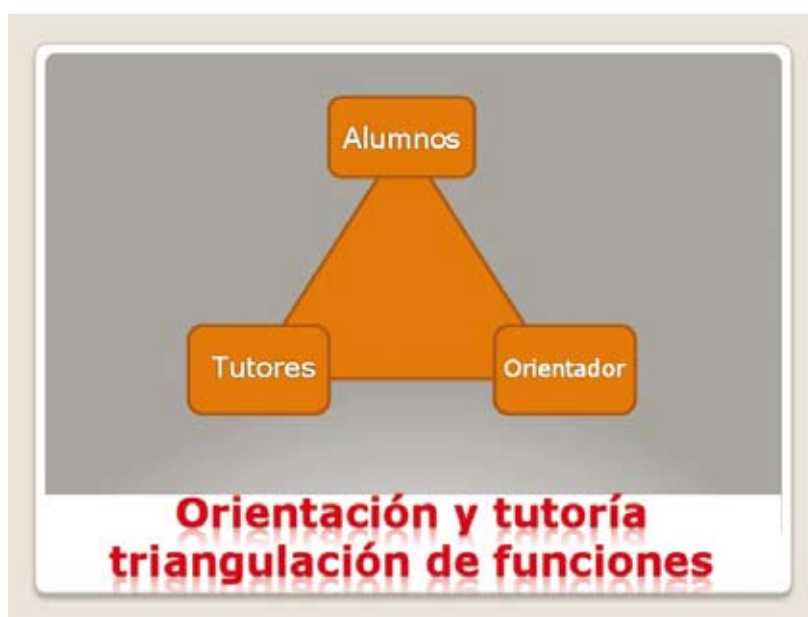 Alumnos
Tutores
Orientador
Orientación y tutoría
triangulación de funciones